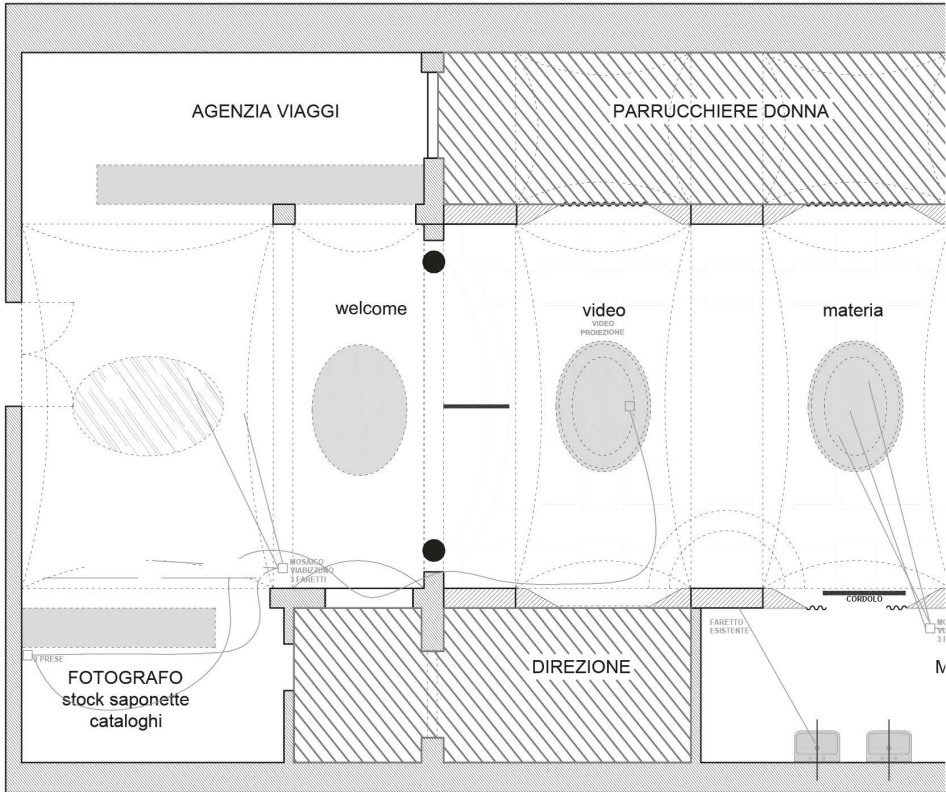 AGENZIA VIAGGI
PARRUCCHIERE DONNA
welcome
video
VIDEO
PROIEZIONE
materia
MOSAICO
VIABIZZUNO
3 FARETTI
CORDOLO
FARETTO
ESISTENTE
2 PRESE
FOTOGRAFO
stock saponette
cataloghi
DIREZIONE